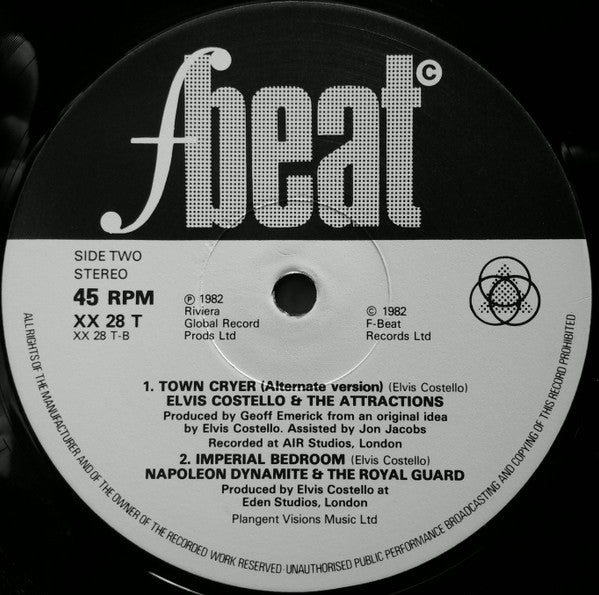 fbeat ©
SIDE TWO
STEREO
45 RPM
XX 28 T
XX 28 T-B
℗ 1982
Riviera
Global Record
Prods Ltd
© 1982
F-Beat
Records Ltd
1. TOWN CRYER (Alternate version) (Elvis Costello)
ELVIS COSTELLO & THE ATTRACTIONS
Produced by Geoff Emerick from an original idea
by Elvis Costello. Assisted by Jon Jacobs
Recorded at AIR Studios, London
2. IMPERIAL BEDROOM (Elvis Costello)
NAPOLEON DYNAMITE & THE ROYAL GUARD
Produced by Elvis Costello at
Eden Studios, London
Plangent Visions Music Ltd
ALL RIGHTS OF THE MANUFACTURER AND OF THE OWNER OF THE RECORDED WORK RESERVED · UNAUTHORISED PUBLIC PERFORMANCE BROADCASTING AND COPYING OF THIS RECORD PROHIBITED